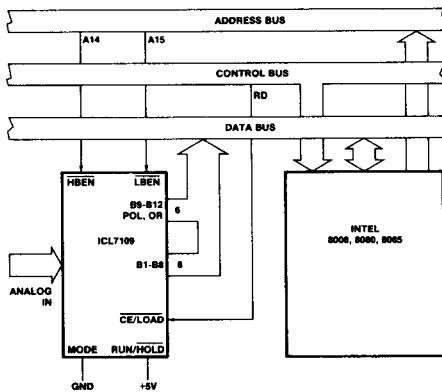 ADDRESS BUS
A14 A15
CONTROL BUS
RD
DATA BUS
HBEN LBEN
B9-B12
POL, OR
6
ICL7109
B1-B8 8
ANALOG
IN
CE/LOAD
MODE RUN/HOLD
GND +5V
INTEL
8008, 8080, 8085